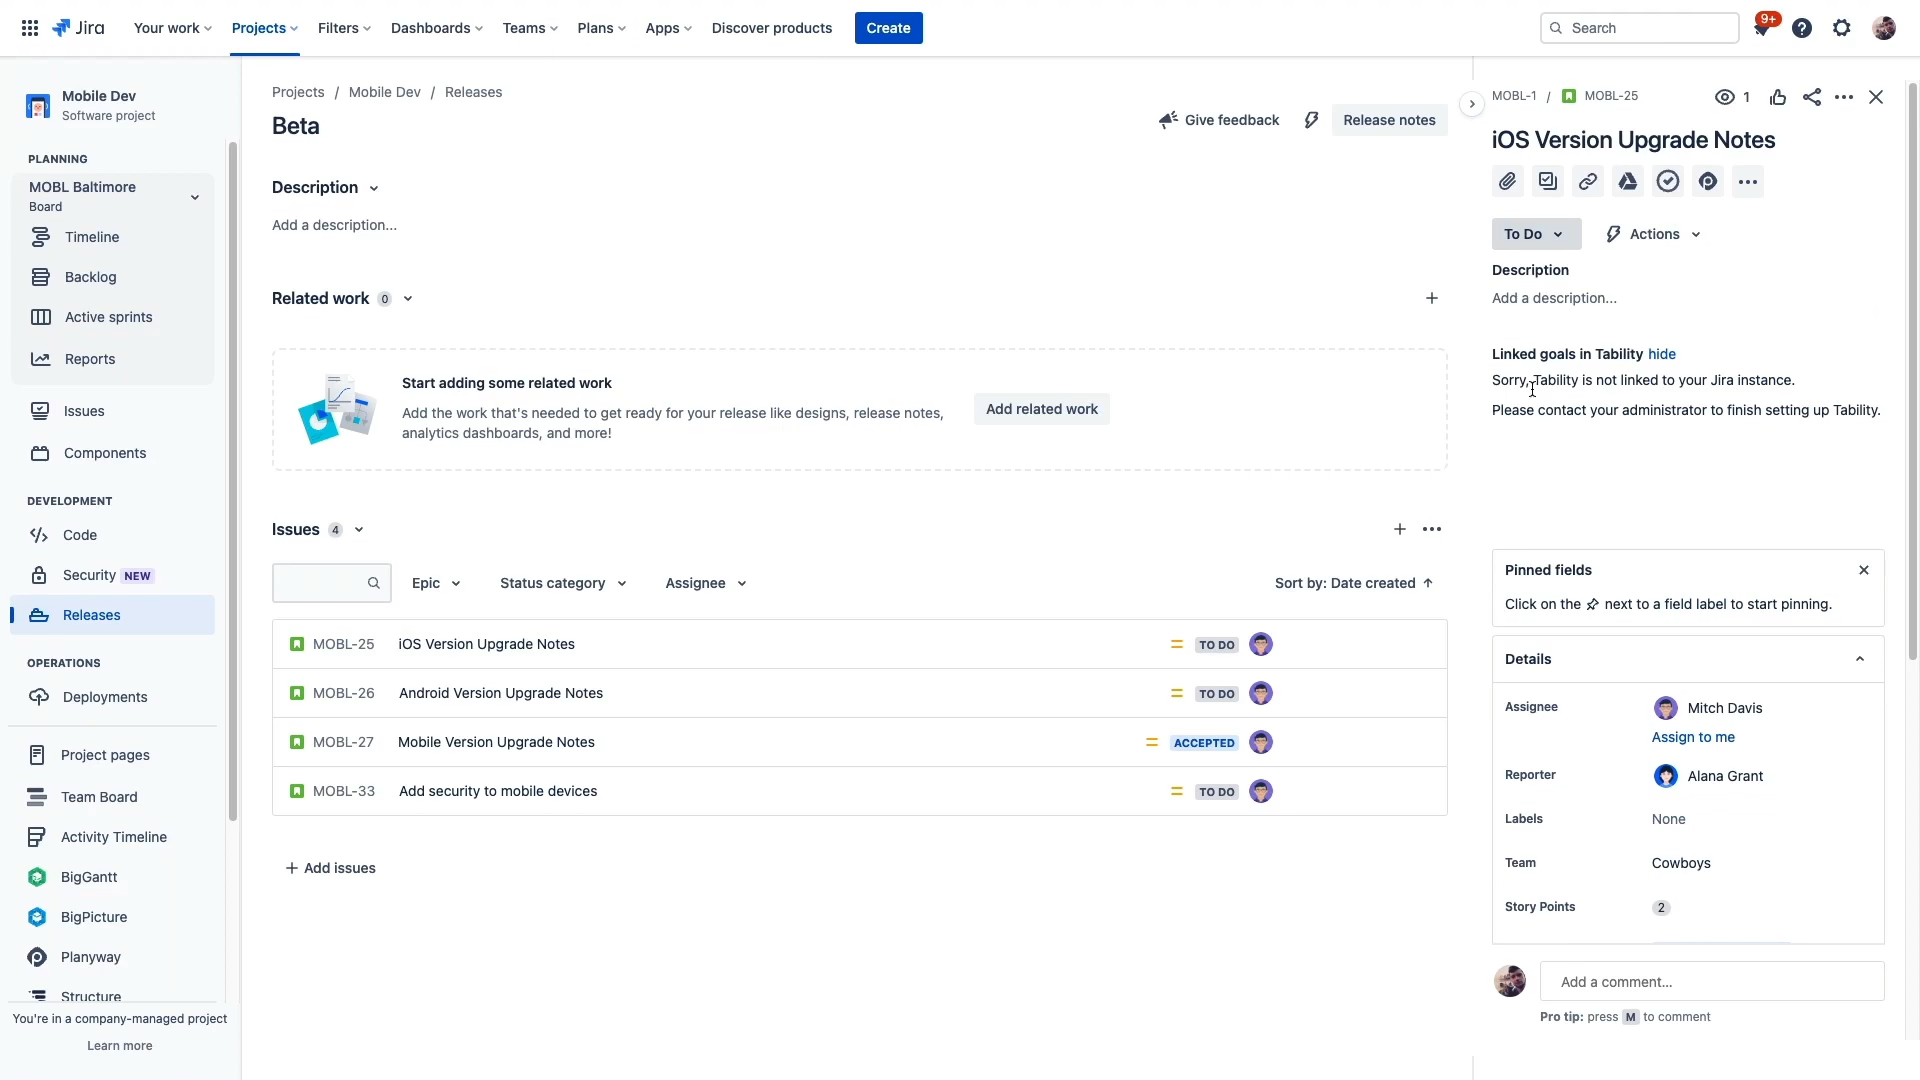 Jira
Your work
Projects
Filters
Dashboards
Teams
Plans
Apps
Discover products
Create
Search
9+
Mobile Dev
Software project
PLANNING
MOBL Baltimore
Board
Timeline
Backlog
Active sprints
Reports
Issues
Components
DEVELOPMENT
Code
Security NEW
Releases
OPERATIONS
Deployments
Project pages
Team Board
Activity Timeline
BigGantt
BigPicture
Planyway
Structure
You're in a company-managed project
Learn more
Projects / Mobile Dev / Releases
Beta
Give feedback
Release notes
Description
Add a description...
Related work 0
Start adding some related work
Add the work that's needed to get ready for your release like designs, release notes,
analytics dashboards, and more!
Add related work
Issues 4
Epic
Status category
Assignee
Sort by: Date created
MOBL-25 iOS Version Upgrade Notes TO DO
MOBL-26 Android Version Upgrade Notes TO DO
MOBL-27 Mobile Version Upgrade Notes ACCEPTED
MOBL-33 Add security to mobile devices TO DO
+ Add issues
MOBL-1 / MOBL-25
1
iOS Version Upgrade Notes
To Do
Actions
Description
Add a description...
Linked goals in Tability hide
Sorry, Tability is not linked to your Jira instance.
Please contact your administrator to finish setting up Tability.
Pinned fields
Click on the next to a field label to start pinning.
Details
Assignee Mitch Davis
Assign to me
Reporter Alana Grant
Labels None
Team Cowboys
Story Points 2
Add a comment...
Pro tip: press M to comment